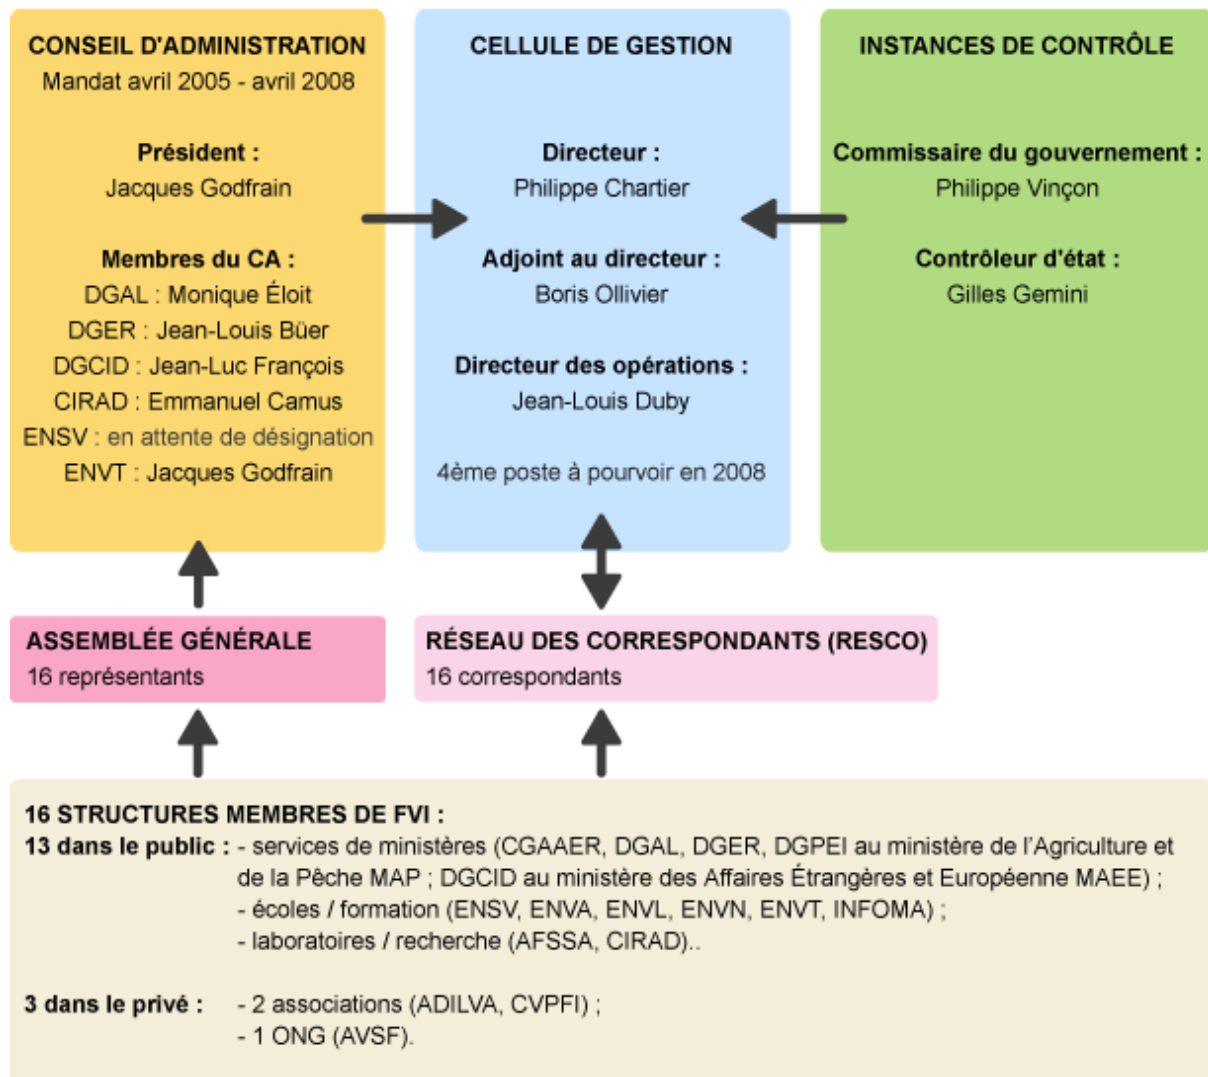 CONSEIL D'ADMINISTRATION
Mandat avril 2005 - avril 2008
Président :
Jacques Godfrain
Membres du CA :
DGAL : Monique Éloit
DGER : Jean-Louis Büer
DGCID : Jean-Luc François
CIRAD : Emmanuel Camus
ENSV : en attente de désignation
ENVT : Jacques Godfrain
CELLULE DE GESTION
Directeur :
Philippe Chartier
Adjoint au directeur :
Boris Ollivier
Directeur des opérations :
Jean-Louis Duby
4ème poste à pourvoir en 2008
INSTANCES DE CONTRÔLE
Commissaire du gouvernement :
Philippe Vinçon
Contrôleur d'état :
Gilles Gemini
ASSEMBLÉE GÉNÉRALE
16 représentants
RÉSEAU DES CORRESPONDANTS (RESCO)
16 correspondants
16 STRUCTURES MEMBRES DE FVI :
13 dans le public : - services de ministères (CGAAER, DGAL, DGER, DGPEI au ministère de l'Agriculture et
de la Pêche MAP ; DGCID au ministère des Affaires Étrangères et Européenne MAEE) ;
- écoles / formation (ENSV, ENVA, ENVL, ENVN, ENVT, INFOMA) ;
- laboratoires / recherche (AFSSA, CIRAD)..
3 dans le privé : - 2 associations (ADILVA, CVPFI) ;
- 1 ONG (AVSF).